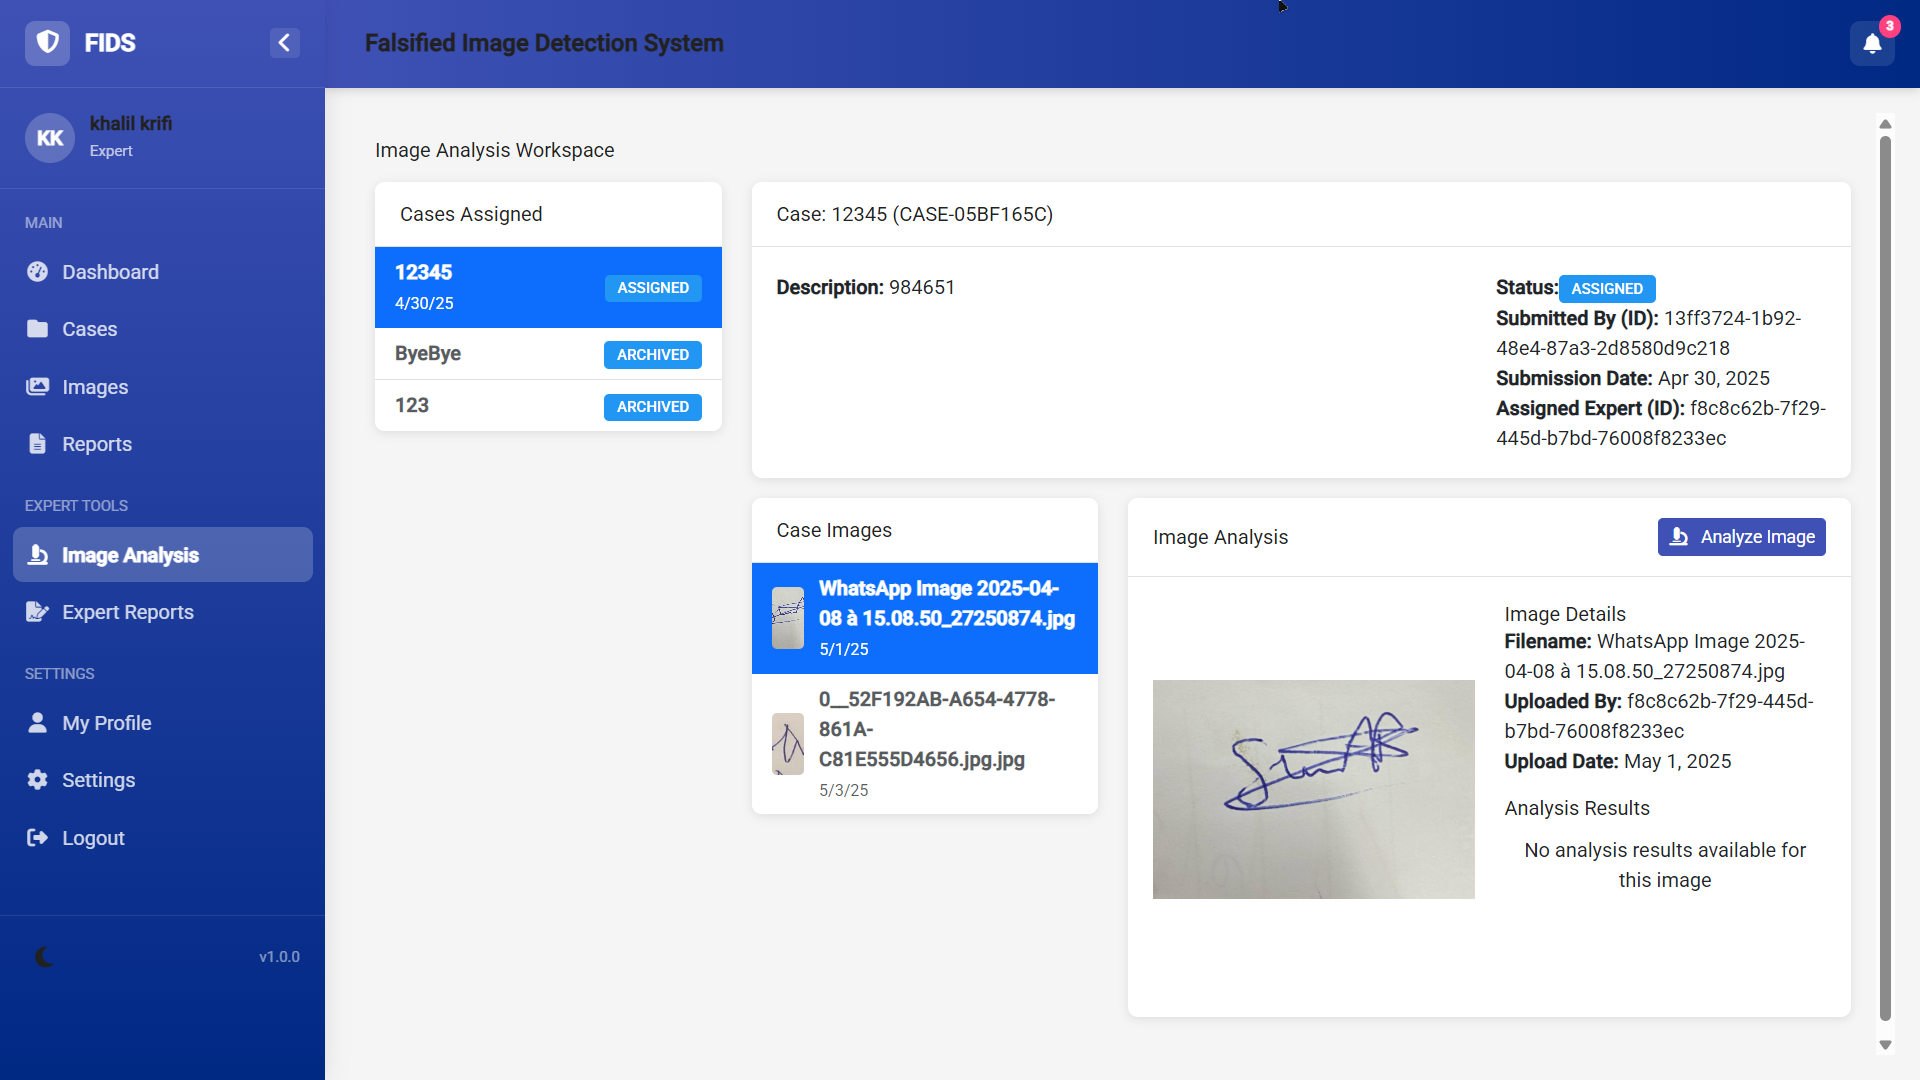 FIDS
Falsified Image Detection System
3
KK
khalil krifi
Expert
MAIN
Dashboard
Cases
Images
Reports
EXPERT TOOLS
Image Analysis
Expert Reports
SETTINGS
My Profile
Settings
Logout
v1.0.0
Image Analysis Workspace
Cases Assigned
12345
4/30/25
ASSIGNED
ByeBye
ARCHIVED
123
ARCHIVED
Case: 12345 (CASE-05BF165C)
Description: 984651
Status: ASSIGNED
Submitted By (ID): 13ff3724-1b92-
48e4-87a3-2d8580d9c218
Submission Date: Apr 30, 2025
Assigned Expert (ID): f8c8c62b-7f29-
445d-b7bd-76008f8233ec
Case Images
WhatsApp Image 2025-04-
08 à 15.08.50_27250874.jpg
5/1/25
0__52F192AB-A654-4778-
861A-
C81E555D4656.jpg.jpg
5/3/25
Image Analysis
Analyze Image
Image Details
Filename: WhatsApp Image 2025-
04-08 à 15.08.50_27250874.jpg
Uploaded By: f8c8c62b-7f29-445d-
b7bd-76008f8233ec
Upload Date: May 1, 2025
Analysis Results
No analysis results available for
this image